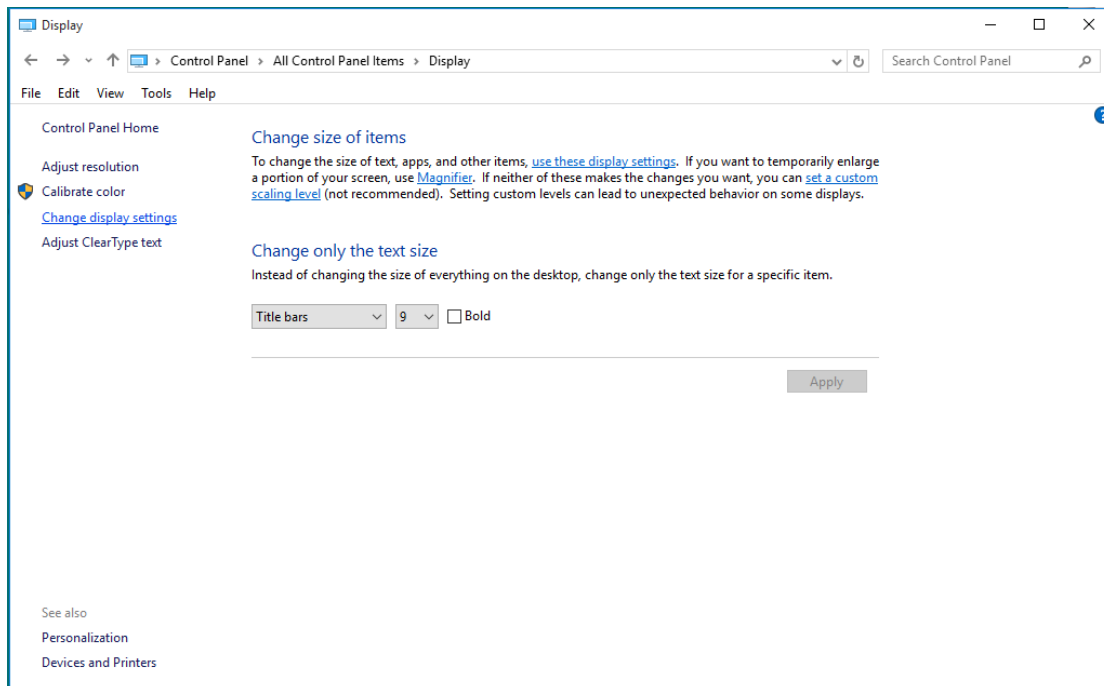 Display
Control Panel > All Control Panel Items > Display
Search Control Panel
File Edit View Tools Help
Control Panel Home
Adjust resolution
Calibrate color
Change display settings
Adjust ClearType text
Change size of items
To change the size of text, apps, and other items, use these display settings. If you want to temporarily enlarge
a portion of your screen, use Magnifier. If neither of these makes the changes you want, you can set a custom
scaling level (not recommended). Setting custom levels can lead to unexpected behavior on some displays.
Change only the text size
Instead of changing the size of everything on the desktop, change only the text size for a specific item.
Title bars 9 Bold
Apply
See also
Personalization
Devices and Printers